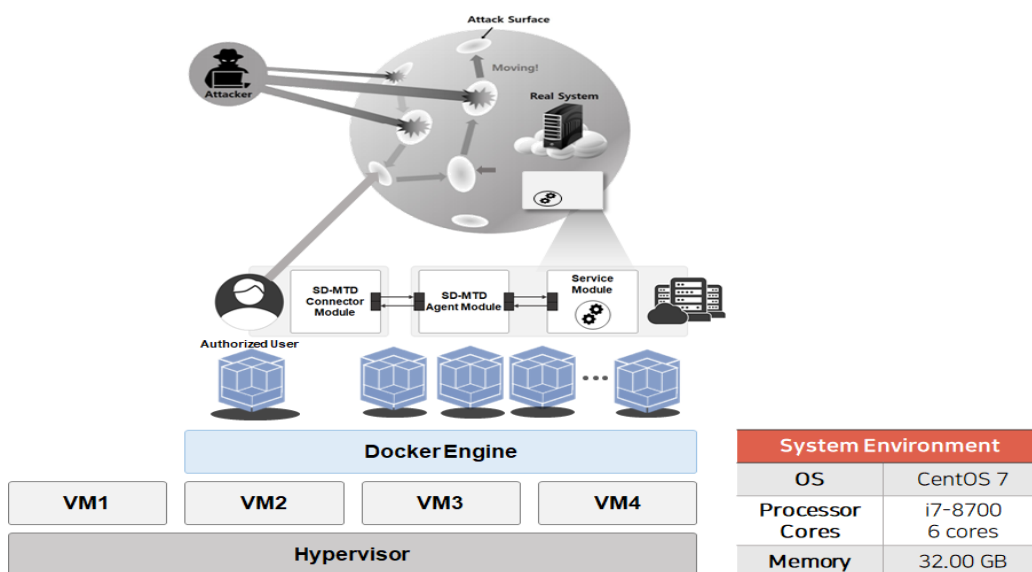 Attack Surface
Moving!
Attacker
Real System
SD-MTD
Connector
Module
SD-MTD
Agent Module
Service
Module
Authorized User
Docker Engine
VM1
VM2
VM3
VM4
Hypervisor
System Environment
OS
CentOS 7
Processor
Cores
i7-8700
6 cores
Memory
32.00 GB